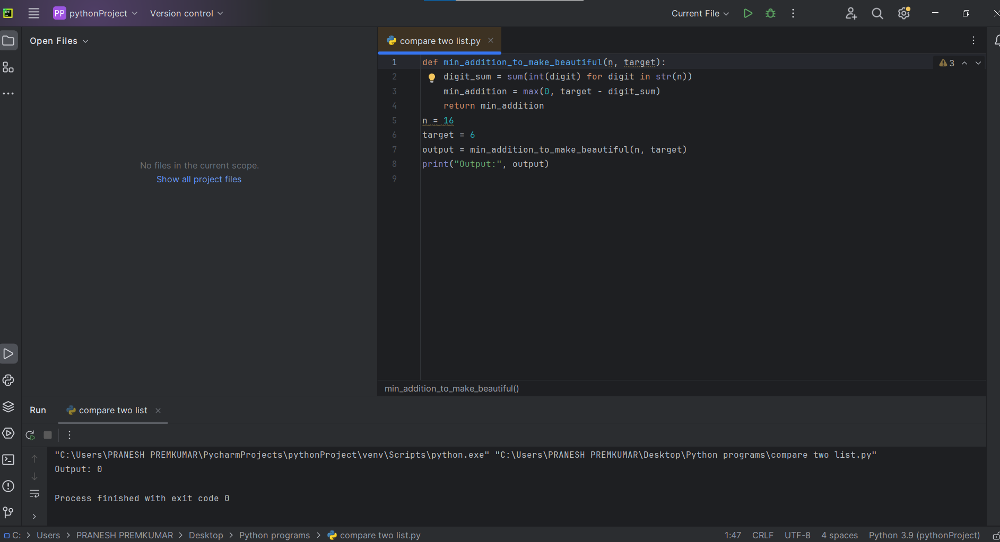 PC PP pythonProject Version control Current File
Open Files
compare two list.py
1 def min_addition_to_make_beautiful(n, target): 3
2 digit_sum = sum(int(digit) for digit in str(n))
3 min_addition = max(0, target - digit_sum)
4 return min_addition
5 n = 16
6 target = 6
7 output = min_addition_to_make_beautiful(n, target)
8 print("Output:", output)
9
No files in the current scope.
Show all project files
min_addition_to_make_beautiful()
Run compare two list
"C:\Users\PRANESH PREMKUMAR\PycharmProjects\pythonProject\venv\Scripts\python.exe" "C:\Users\PRANESH PREMKUMAR\Desktop\Python programs\compare two list.py"
Output: 0
Process finished with exit code 0
C: > Users > PRANESH PREMKUMAR > Desktop > Python programs > compare two list.py 1:47 CRLF UTF-8 4 spaces Python 3.9 (pythonProject)